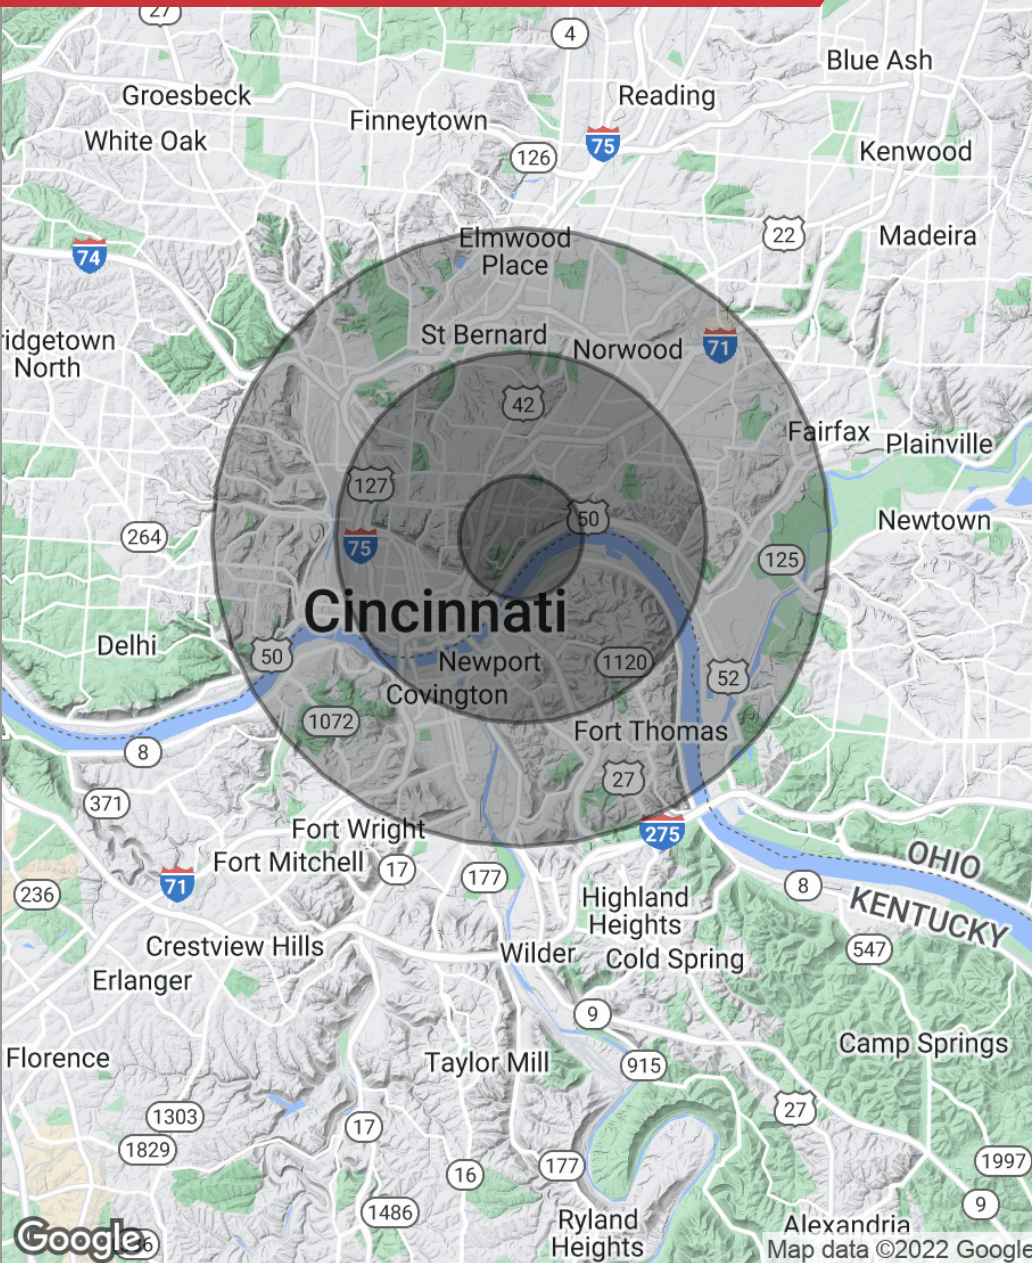 27
4
Blue Ash
Groesbeck
Reading
Finneytown
White Oak
75
126
Kenwood
22
Madeira
Elmwood
Place
74
ridgetown
North
St Bernard
Norwood
71
42
Fairfax
Plainville
127
50
Newtown
264
75
125
Cincinnati
Delhi
50
Newport
1120
52
Covington
1072
Fort Thomas
8
27
371
Fort Wright
275
Fort Mitchell
17
177
71
236
8
OHIO
KENTUCKY
Highland
Heights
Crestview Hills
Wilder
Cold Spring
547
Erlanger
9
Florence
Taylor Mill
915
Camp Springs
1303
27
17
1829
177
16
1997
1486
9
Ryland
Heights
Alexandria
Google
Map data ©2022 Google